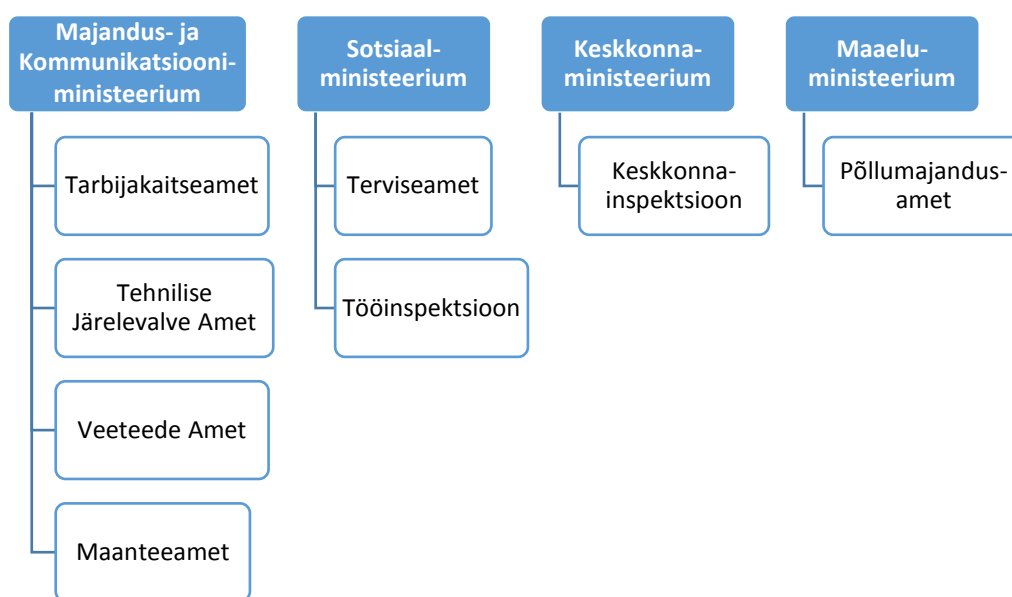 Majandus- ja
Kommunikatsiooni-
ministeerium
Tarbijakaitseamet
Tehnilise
Järelevalve Amet
Veeteede Amet
Maanteeamet
Sotsiaal-
ministeerium
Terviseamet
Tööinspektsioon
Keskkonna-
ministeerium
Keskkonna-
inspektsioon
Maaelu-
ministeerium
Põllumajandus-
amet